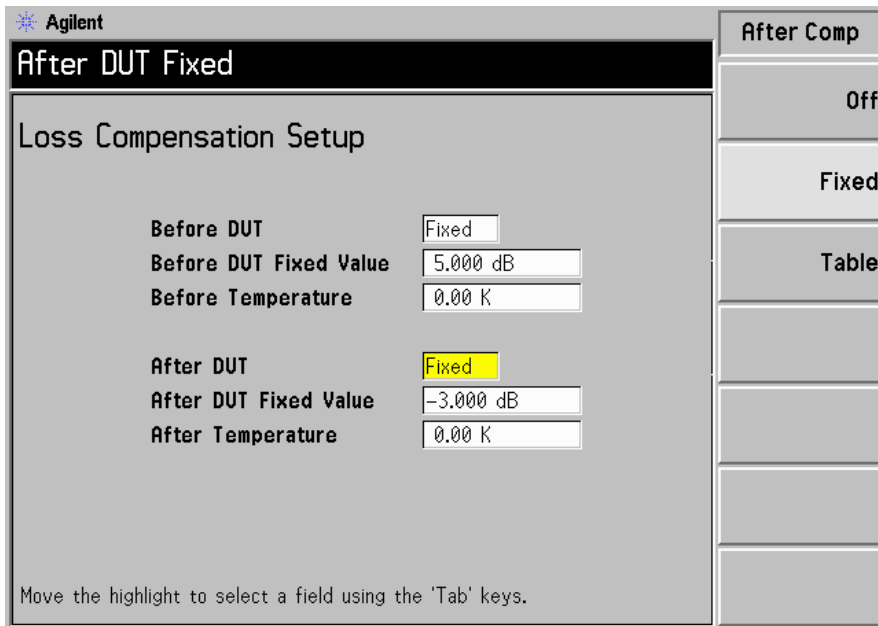 Agilent
After Comp
After DUT Fixed
Off
Loss Compensation Setup
Fixed
Before DUT Fixed
Before DUT Fixed Value 5.000 dB
Table
Before Temperature 0.00 K
After DUT Fixed
After DUT Fixed Value -3.000 dB
After Temperature 0.00 K
Move the highlight to select a field using the 'Tab' keys.